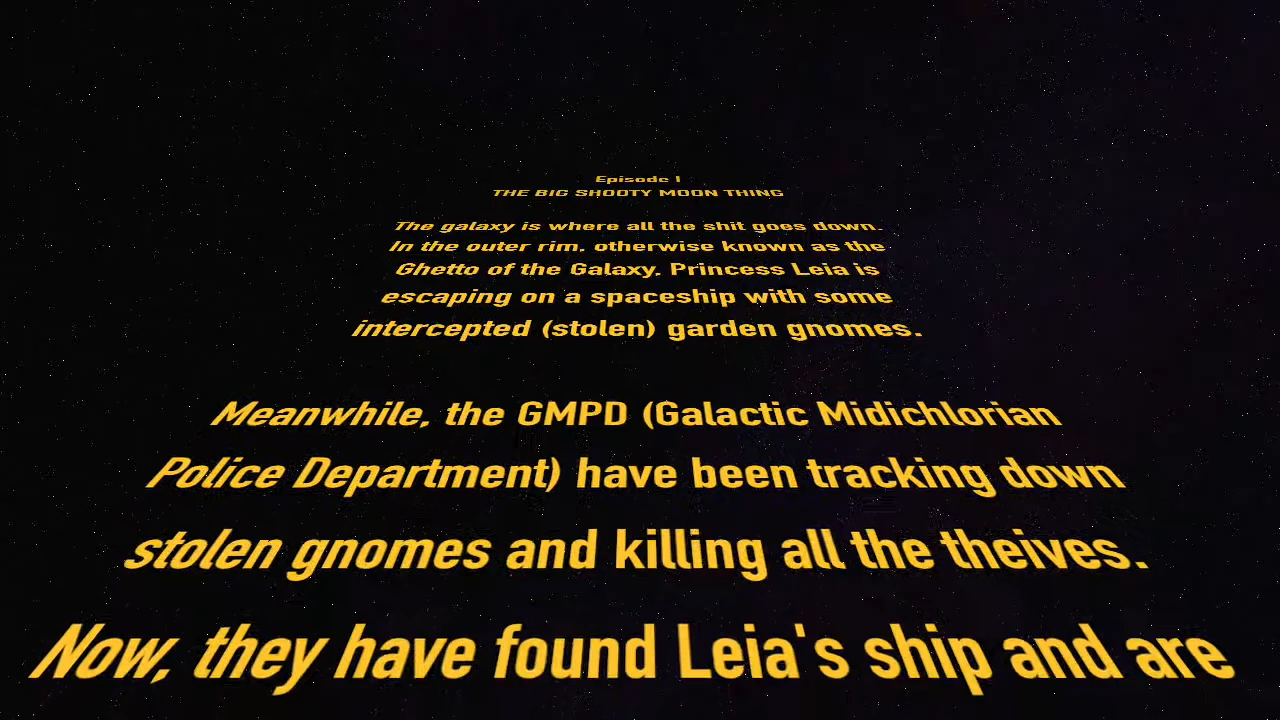 Episode I
THE BIG SHOOTY MOON THING
The galaxy is where all the shit goes down.
In the outer rim, otherwise known as the
Ghetto of the Galaxy, Princess Leia is
escaping on a spaceship with some
intercepted (stolen) garden gnomes.
Meanwhile, the GMPD (Galactic Midichlorian
Police Department) have been tracking down
stolen gnomes and killing all the theives.
Now, they have found Leia's ship and are